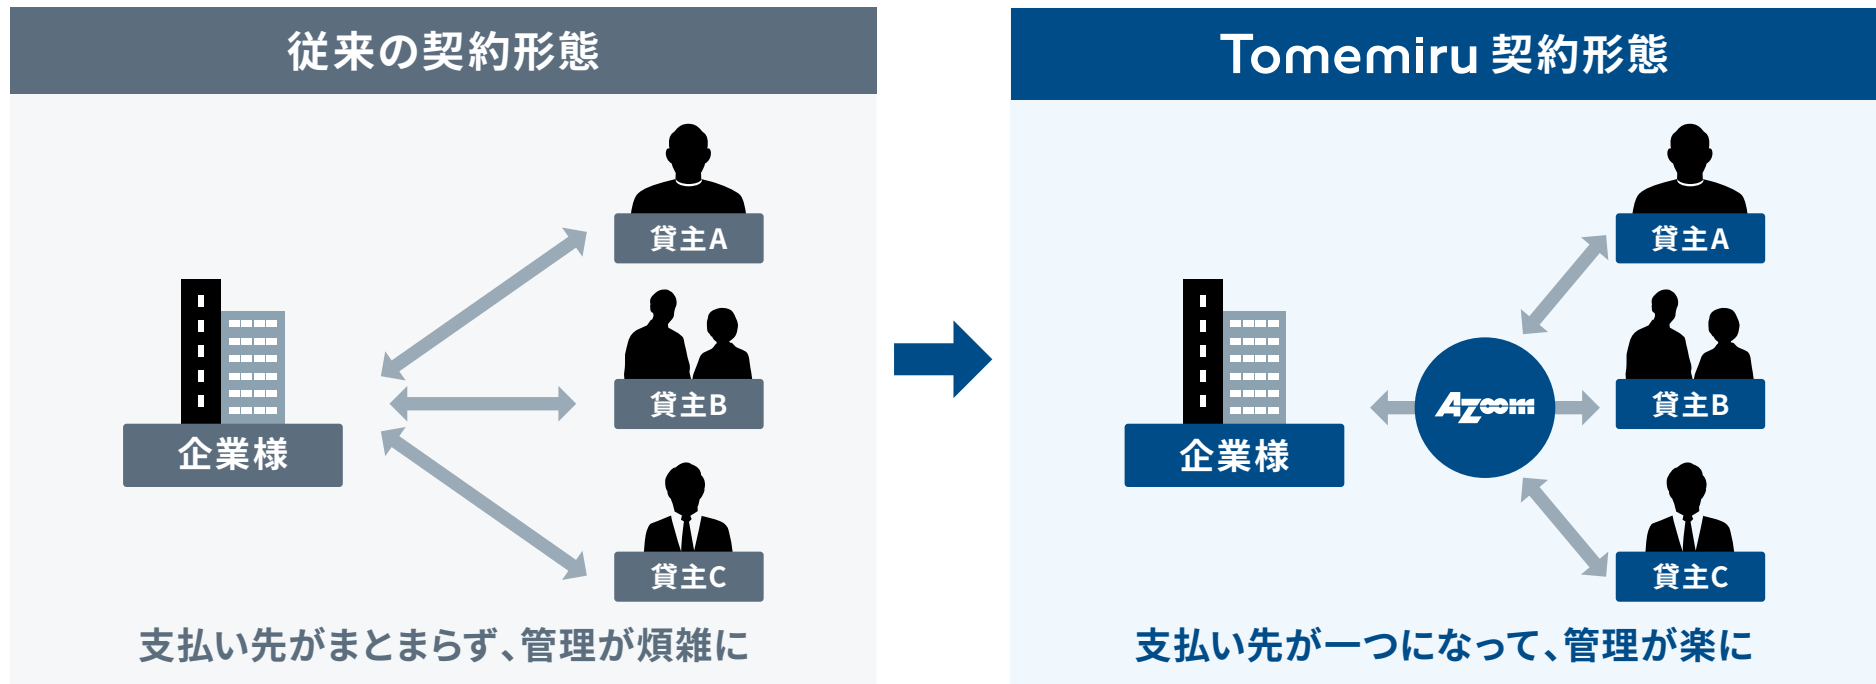 従来の契約形態
貸主A
貸主B
企業様
貸主C
支払い先がまとまらず、管理が煩雑に
Tomemiru 契約形態
貸主A
貸主B
Azoom
企業様
貸主C
支払い先が一つになって、管理が楽に